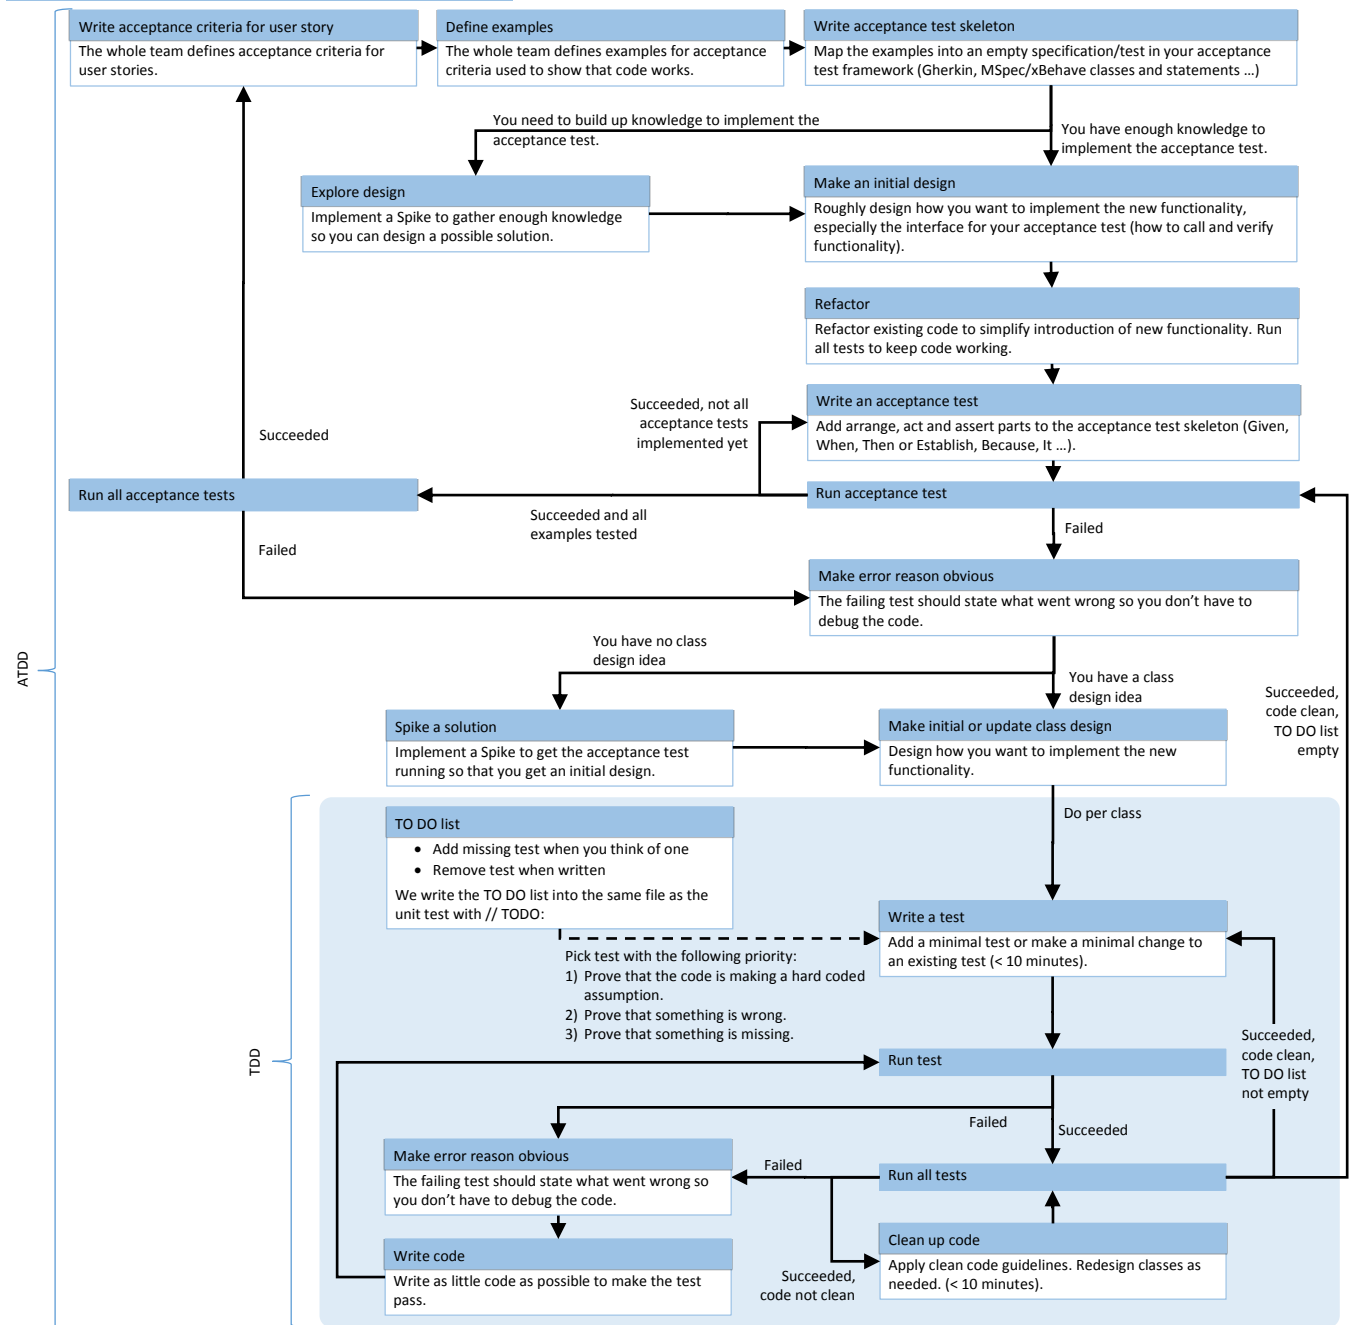 Write acceptance criteria for user story
The whole team defines acceptance criteria for
user stories.
Define examples
The whole team defines examples for acceptance
criteria used to show that code works.
Write acceptance test skeleton
Map the examples into an empty specification/test in your acceptance
test framework (Gherkin, MSpec/xBehave classes and statements …)
You need to build up knowledge to implement the
acceptance test.
You have enough knowledge to
implement the acceptance test.
Explore design
Implement a Spike to gather enough knowledge
so you can design a possible solution.
Make an initial design
Roughly design how you want to implement the new functionality,
especially the interface for your acceptance test (how to call and verify
functionality).
Refactor
Refactor existing code to simplify introduction of new functionality. Run
all tests to keep code working.
Succeeded, not all
acceptance tests
implemented yet
Write an acceptance test
Add arrange, act and assert parts to the acceptance test skeleton (Given,
When, Then or Establish, Because, It …).
Succeeded
Run all acceptance tests
Run acceptance test
Succeeded and all
examples tested
Failed
Failed
Make error reason obvious
The failing test should state what went wrong so you don’t have to
debug the code.
ATDD
You have no class
design idea
You have a class
design idea
Succeeded,
code clean,
TO DO list
empty
Spike a solution
Implement a Spike to get the acceptance test
running so that you get an initial design.
Make initial or update class design
Design how you want to implement the new
functionality.
Do per class
TO DO list
• Add missing test when you think of one
• Remove test when written
We write the TO DO list into the same file as the
unit test with // TODO:
Write a test
Add a minimal test or make a minimal change to
an existing test (< 10 minutes).
Pick test with the following priority:
1) Prove that the code is making a hard coded
assumption.
2) Prove that something is wrong.
3) Prove that something is missing.
Succeeded,
code clean,
TO DO list
not empty
TDD
Run test
Failed
Succeeded
Make error reason obvious
The failing test should state what went wrong so
you don’t have to debug the code.
Failed
Run all tests
Write code
Write as little code as possible to make the test
pass.
Succeeded,
code not clean
Clean up code
Apply clean code guidelines. Redesign classes as
needed. (< 10 minutes).